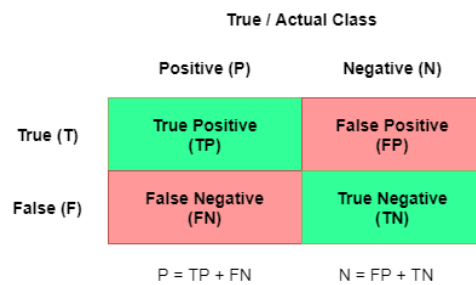 True / Actual Class
Positive (P) Negative (N)
True (T)
True Positive
(TP)
False Positive
(FP)
False (F)
False Negative
(FN)
True Negative
(TN)
P = TP + FN N = FP + TN